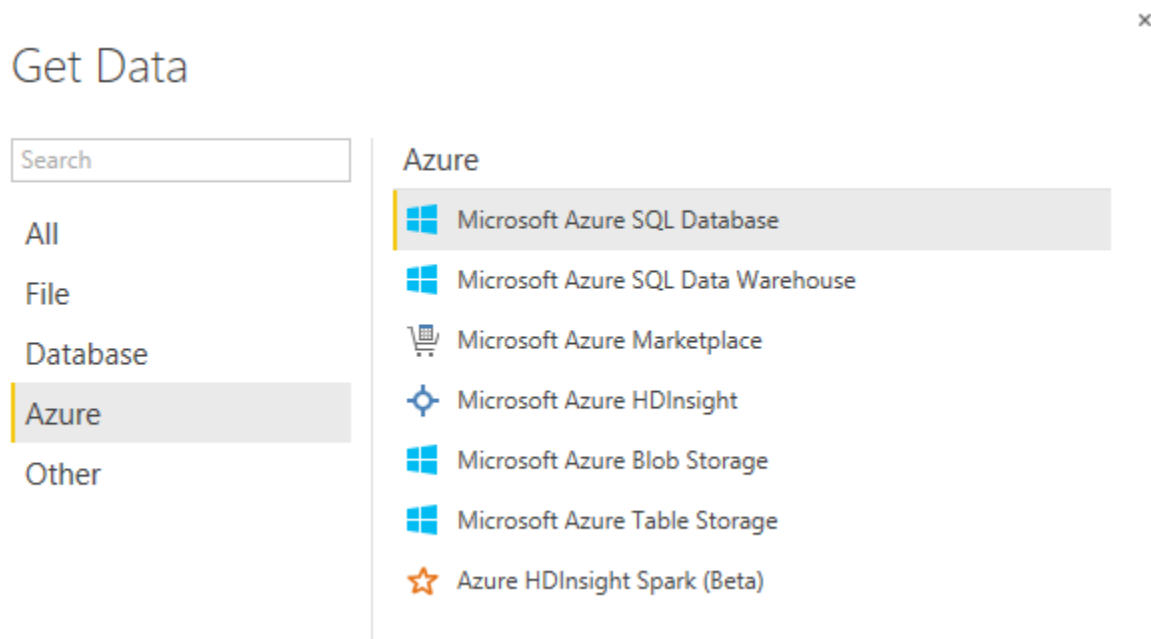 Get Data
Search
All
File
Database
Azure
Other
Azure
Microsoft Azure SQL Database
Microsoft Azure SQL Data Warehouse
Microsoft Azure Marketplace
Microsoft Azure HDInsight
Microsoft Azure Blob Storage
Microsoft Azure Table Storage
Azure HDInsight Spark (Beta)